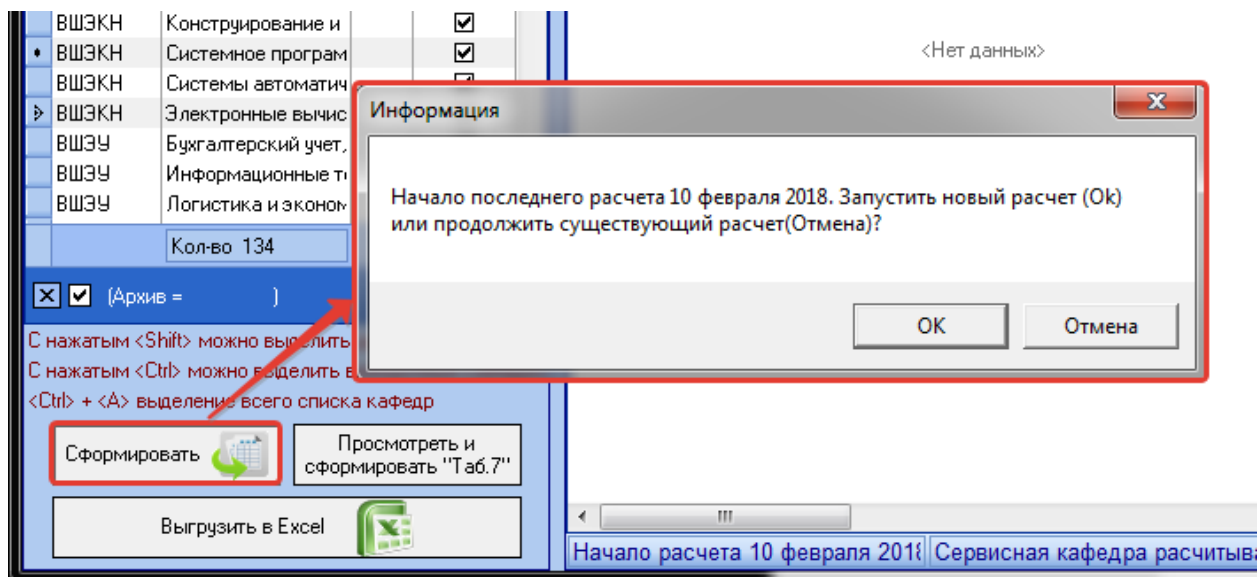 ВШЭКН Конструирование и
ВШЭКН Системное програм
ВШЭКН Системы автоматич
ВШЭКН Электронные вычис
ВШЭУ Бухгалтерский учет,
ВШЭУ Информационные т
ВШЭУ Логистика и эконом
Кол-во 134
(Архив = )
С нажатым <Shift> можно выделить
С нажатым <Ctrl> можно выделить в
<Ctrl> + <A> выделение всего списка кафедр
Сформировать
Просмотреть и
сформировать "Таб.7"
Выгрузить в Excel
<Нет данных>
Информация
Начало последнего расчета 10 февраля 2018. Запустить новый расчет (Ok)
или продолжить существующий расчет(Отмена)?
OK Отмена
Начало расчета 10 февраля 2018 Сервисная кафедра расчитыва